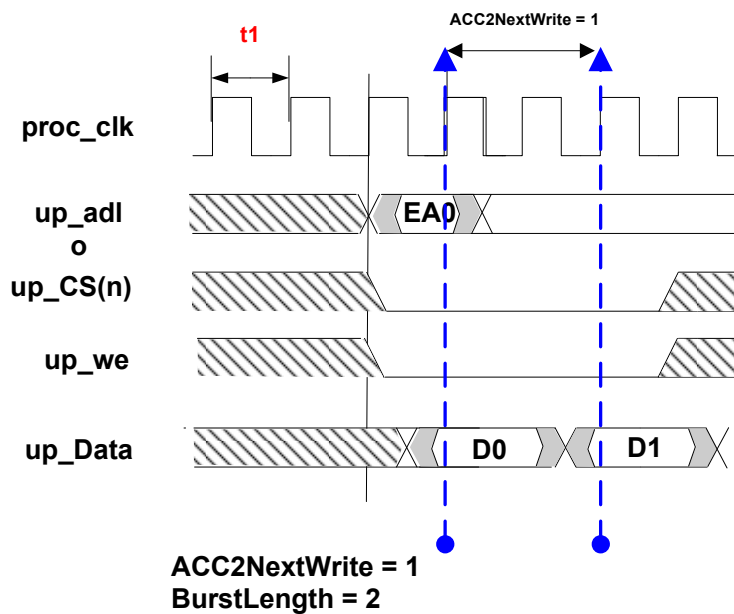 ACC2NextWrite = 1
t1
proc_clk
up_adl
o
EA0
up_CS(n)
up_we
up_Data
D0
D1
ACC2NextWrite = 1
BurstLength = 2